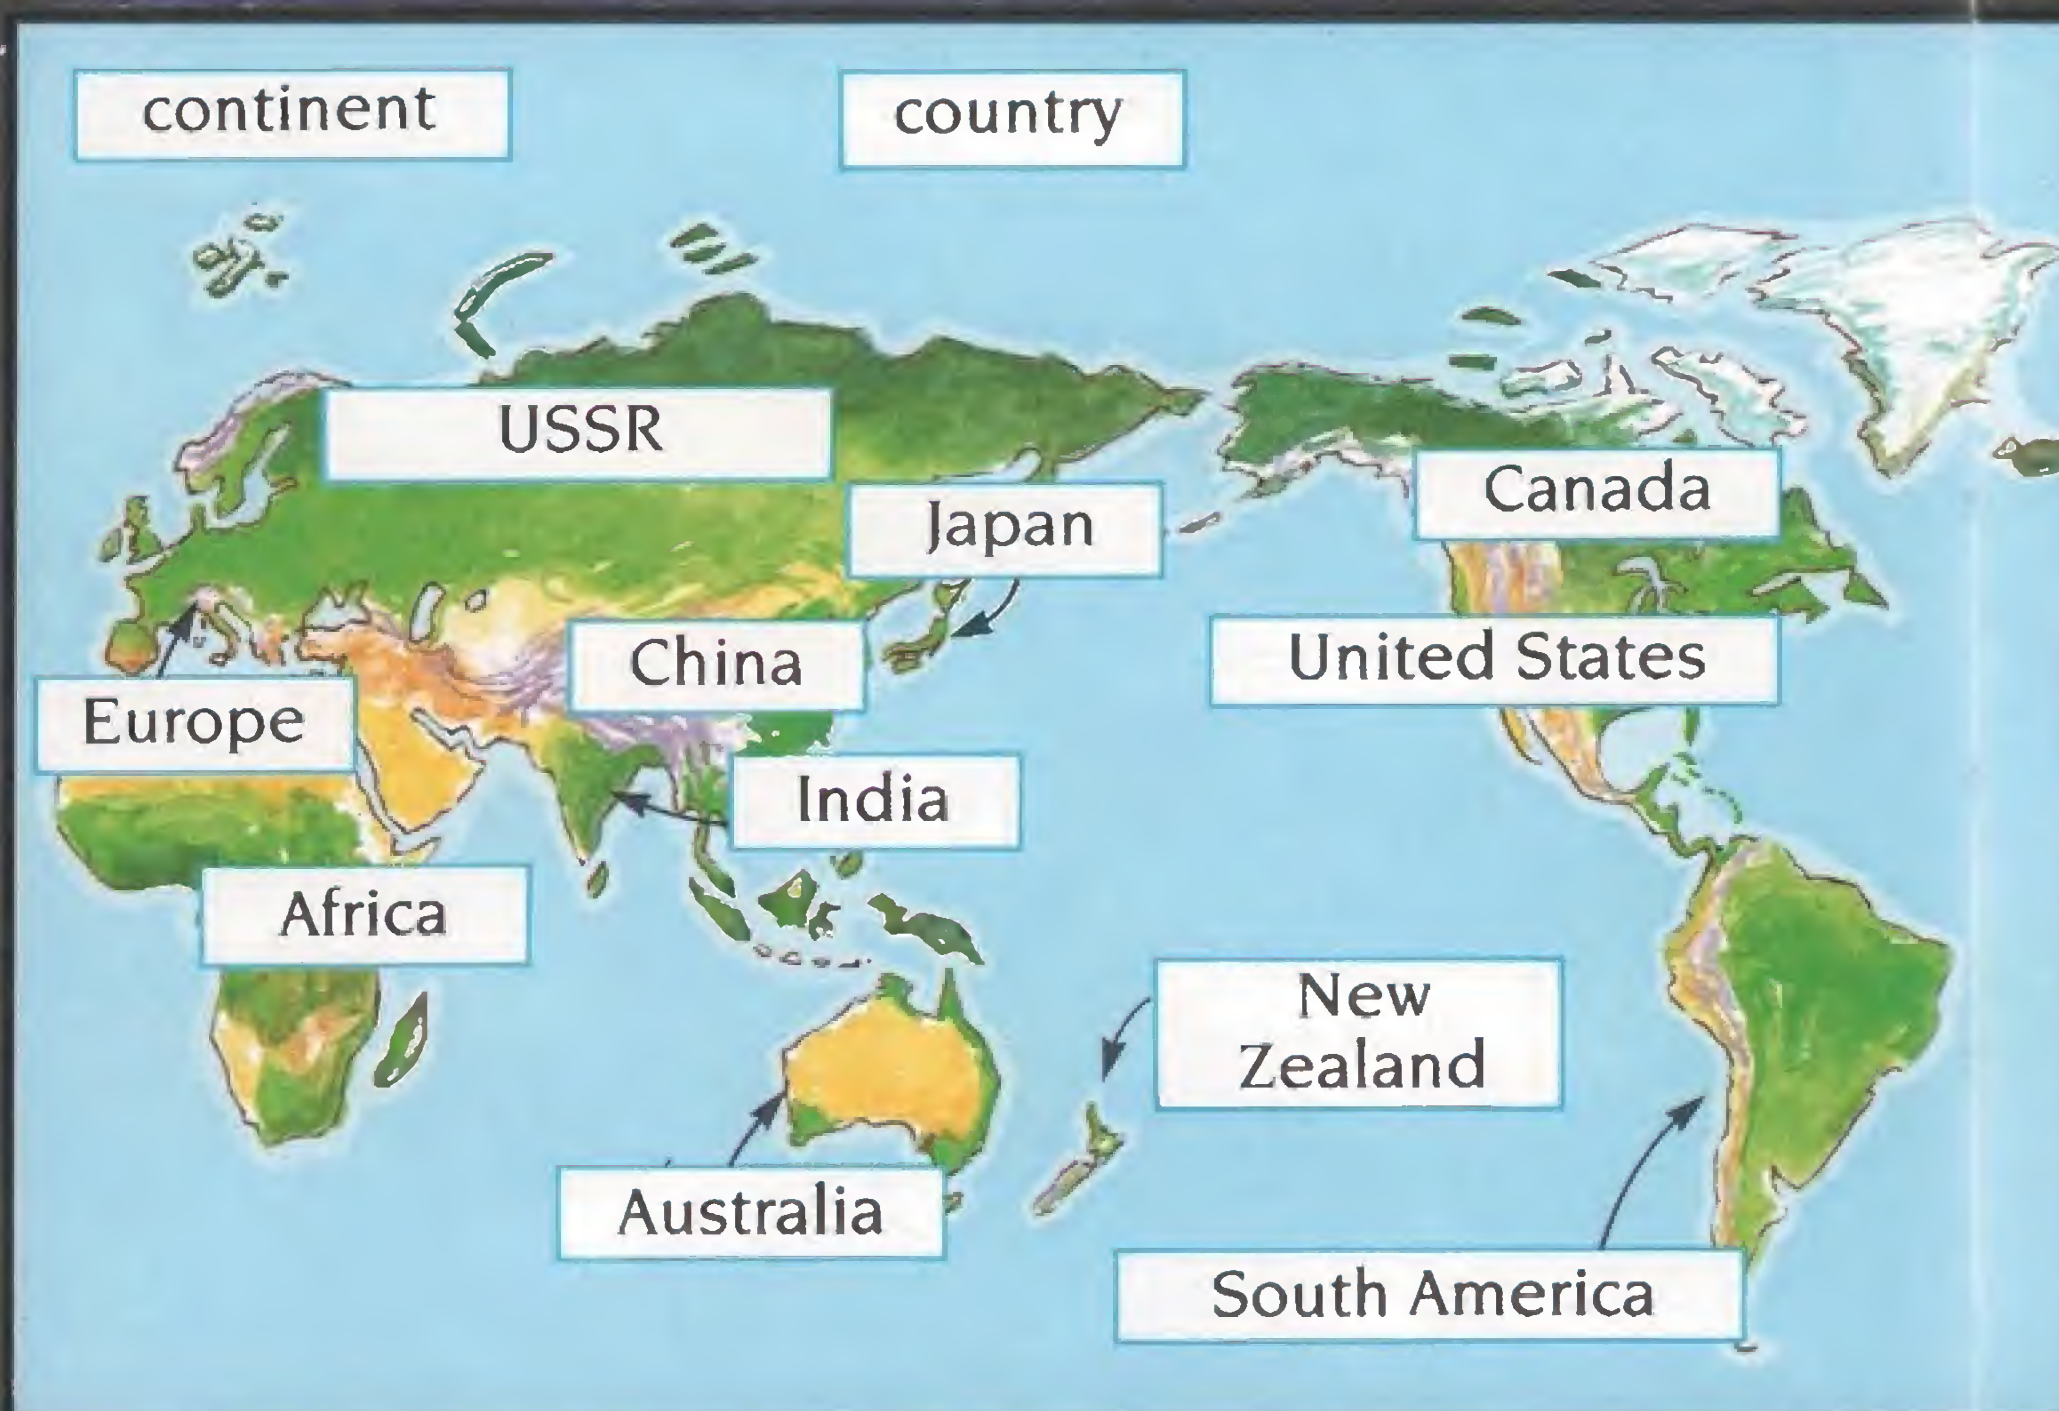 continent
country
USSR
Canada
Japan
China
United States
Europe
India
Africa
New
Zealand
Australia
South America